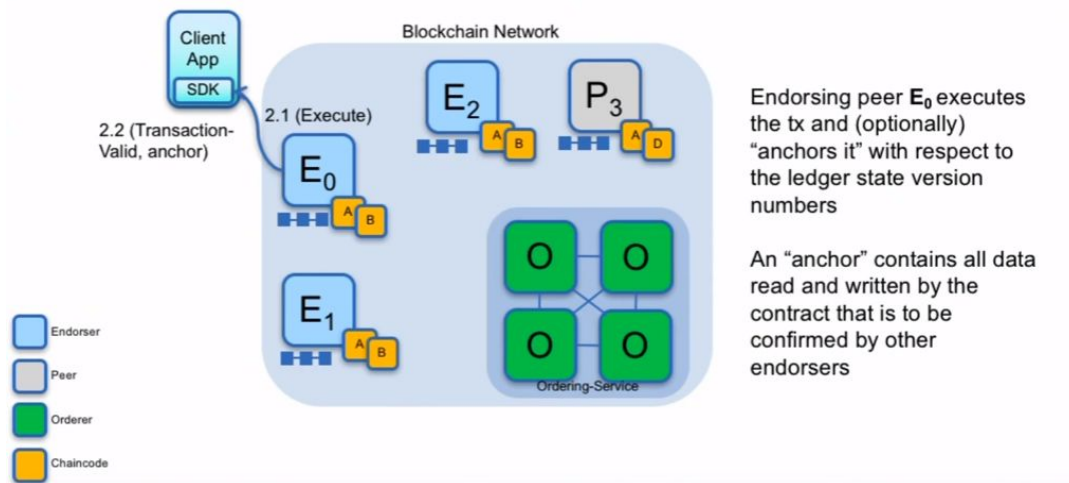 Blockchain Network
Client
App
SDK
2.1 (Execute)
2.2 (Transaction-
Valid, anchor)
E0
A
B
E2
A
B
P3
A
D
E1
A
B
O
O
O
O
Ordering-Service
Endorser
Peer
Orderer
Chaincode
Endorsing peer E0 executes
the tx and (optionally)
“anchors it” with respect to
the ledger state version
numbers
An “anchor” contains all data
read and written by the
contract that is to be
confirmed by other
endorsers